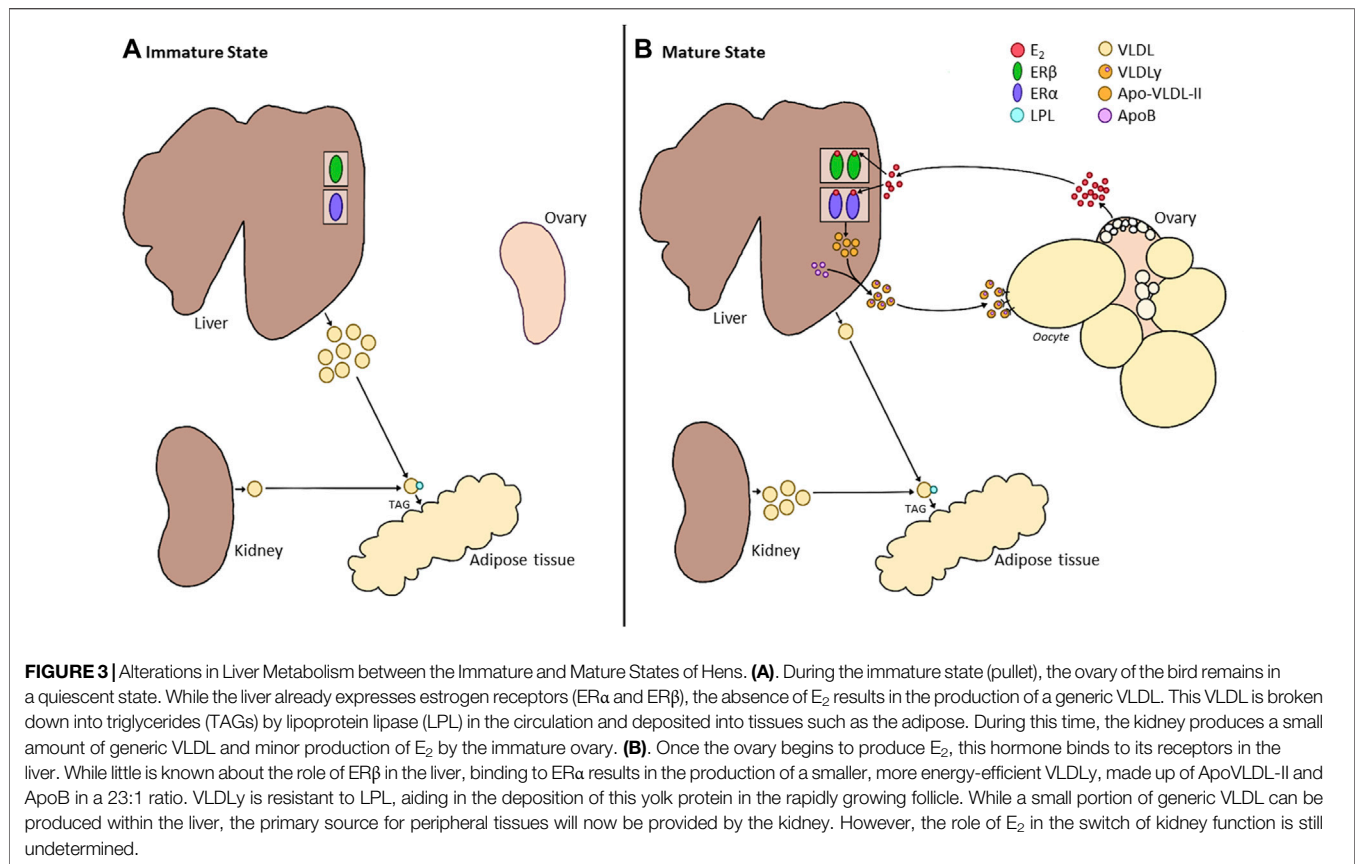 A Immature State
Ovary
Liver
TAG
Kidney
Adipose tissue
B Mature State
E₂
ERβ
ERα
LPL
VLDL
VLDLy
Apo-VLDL-II
ApoB
Ovary
Liver
Oocyte
TAG
Kidney
Adipose tissue
FIGURE 3 | Alterations in Liver Metabolism between the Immature and Mature States of Hens. (A). During the immature state (pullet), the ovary of the bird remains in
a quiescent state. While the liver already expresses estrogen receptors (ERα and ERβ), the absence of E₂ results in the production of a generic VLDL. This VLDL is broken
down into triglycerides (TAGs) by lipoprotein lipase (LPL) in the circulation and deposited into tissues such as the adipose. During this time, the kidney produces a small
amount of generic VLDL and minor production of E₂ by the immature ovary. (B). Once the ovary begins to produce E₂, this hormone binds to its receptors in the
liver. While little is known about the role of ERβ in the liver, binding to ERα results in the production of a smaller, more energy-efficient VLDLy, made up of ApoVLDL-II and
ApoB in a 23:1 ratio. VLDLy is resistant to LPL, aiding in the deposition of this yolk protein in the rapidly growing follicle. While a small portion of generic VLDL can be
produced within the liver, the primary source for peripheral tissues will now be provided by the kidney. However, the role of E₂ in the switch of kidney function is still
undetermined.